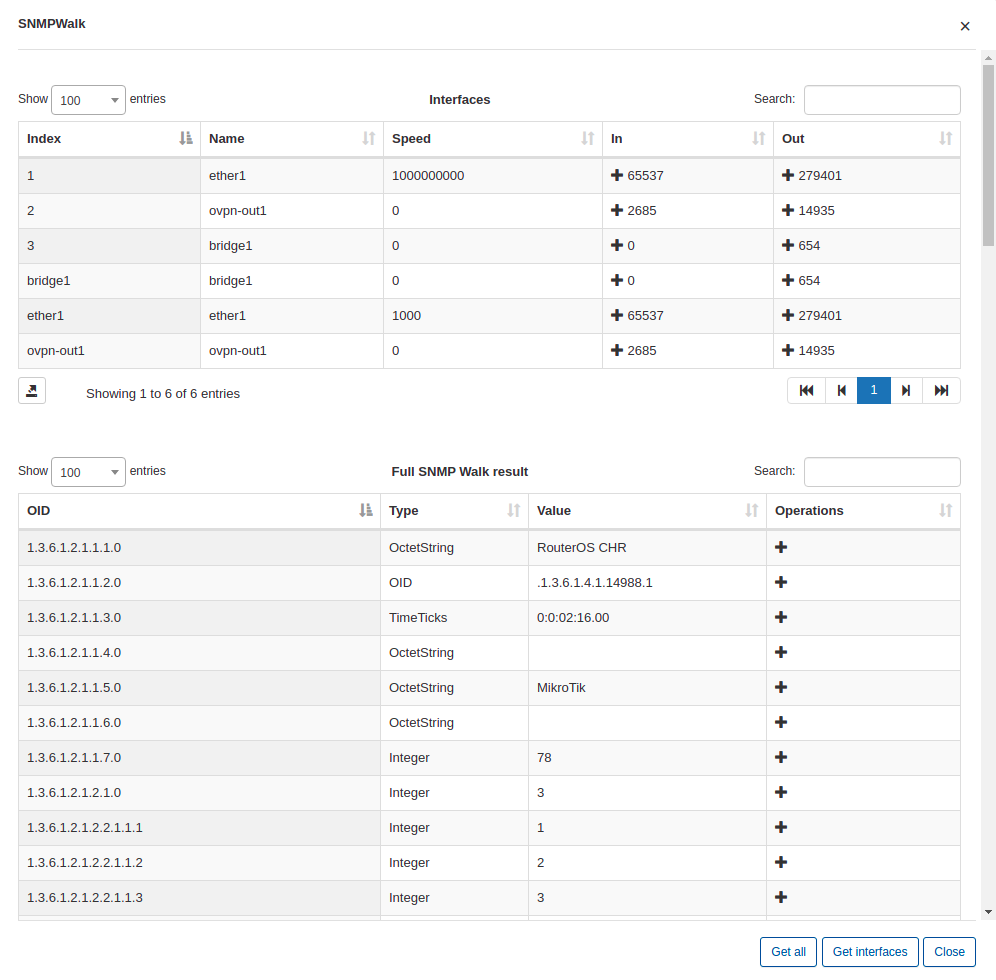 SNMPWalk
×
Show 100 entries Interfaces Search:
Index Name Speed In Out
1 ether1 1000000000 65537 279401
2 ovpn-out1 0 2685 14935
3 bridge1 0 0 654
bridge1 bridge1 0 0 654
ether1 ether1 1000 65537 279401
ovpn-out1 ovpn-out1 0 2685 14935
Showing 1 to 6 of 6 entries 1
Show 100 entries Full SNMP Walk result Search:
OID Type Value Operations
1.3.6.1.2.1.1.1.0 OctetString RouterOS CHR
1.3.6.1.2.1.1.2.0 OID .1.3.6.1.4.1.14988.1
1.3.6.1.2.1.1.3.0 TimeTicks 0:0:02:16.00
1.3.6.1.2.1.1.4.0 OctetString
1.3.6.1.2.1.1.5.0 OctetString MikroTik
1.3.6.1.2.1.1.6.0 OctetString
1.3.6.1.2.1.1.7.0 Integer 78
1.3.6.1.2.1.2.1.0 Integer 3
1.3.6.1.2.1.2.2.1.1.1 Integer 1
1.3.6.1.2.1.2.2.1.1.2 Integer 2
1.3.6.1.2.1.2.2.1.1.3 Integer 3
Get all Get interfaces Close